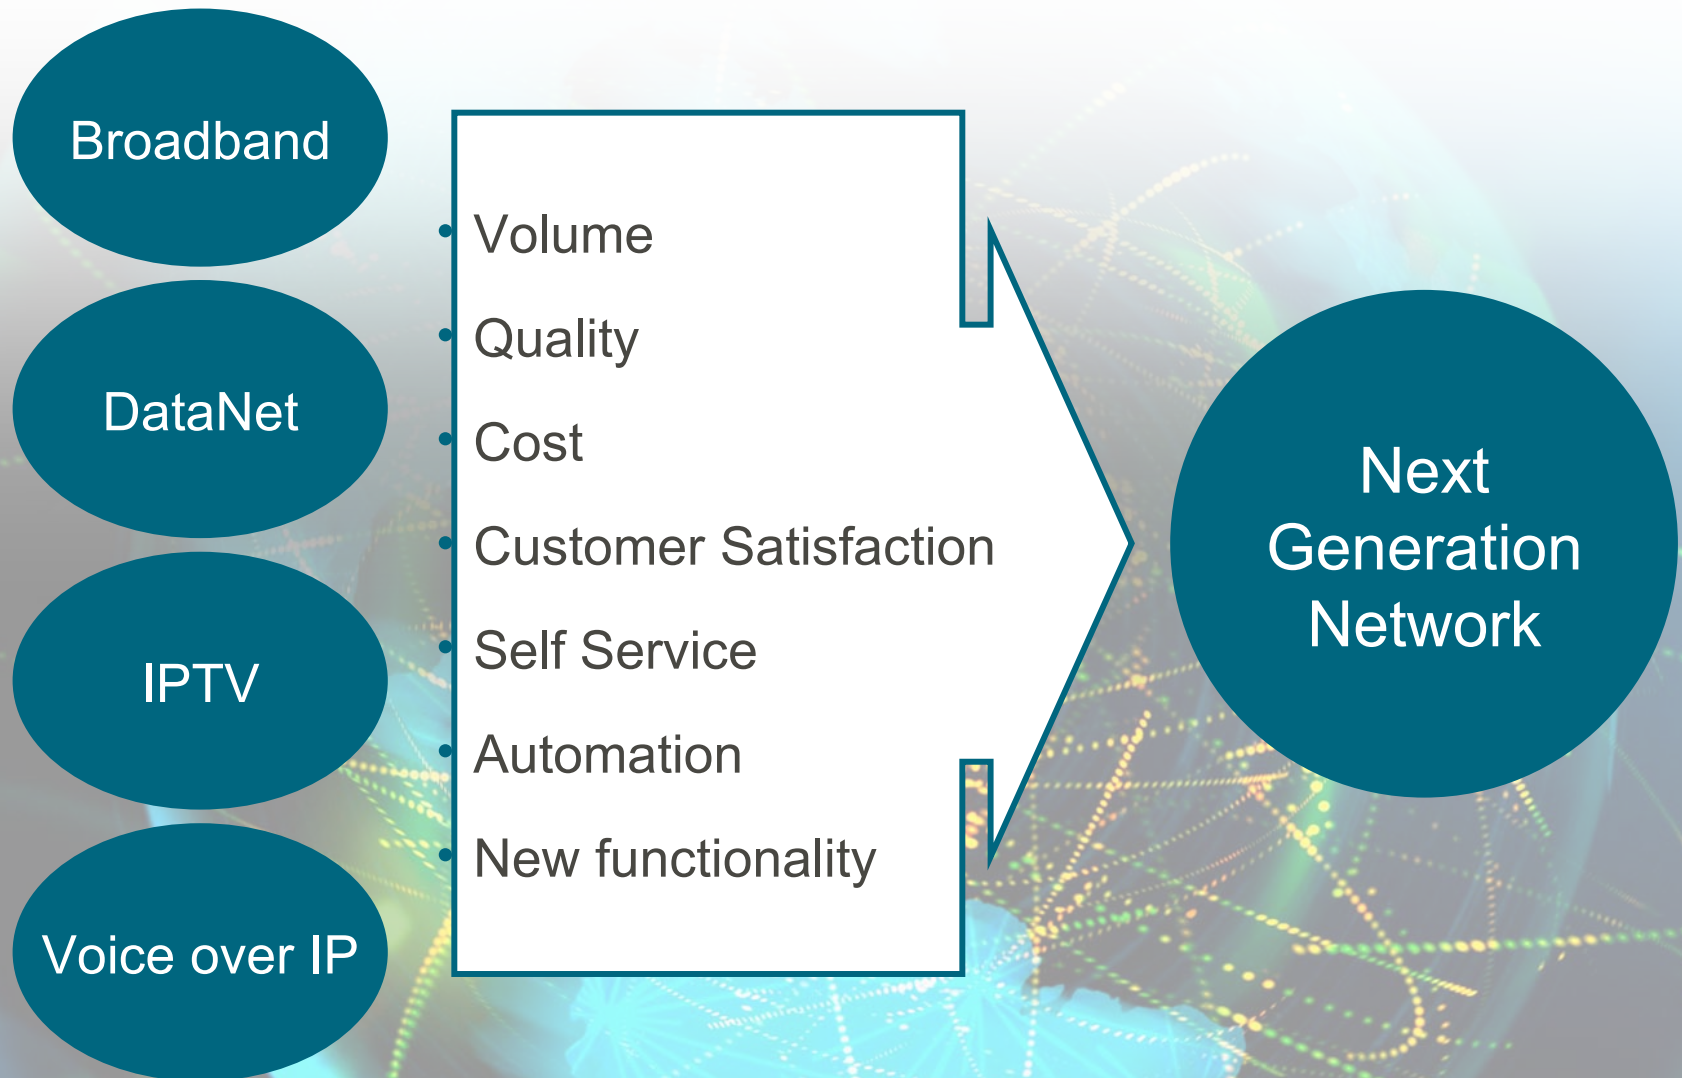 Broadband
DataNet
IPTV
Voice over IP
• Volume
• Quality
• Cost
• Customer Satisfaction
• Self Service
• Automation
• New functionality
Next
Generation
Network